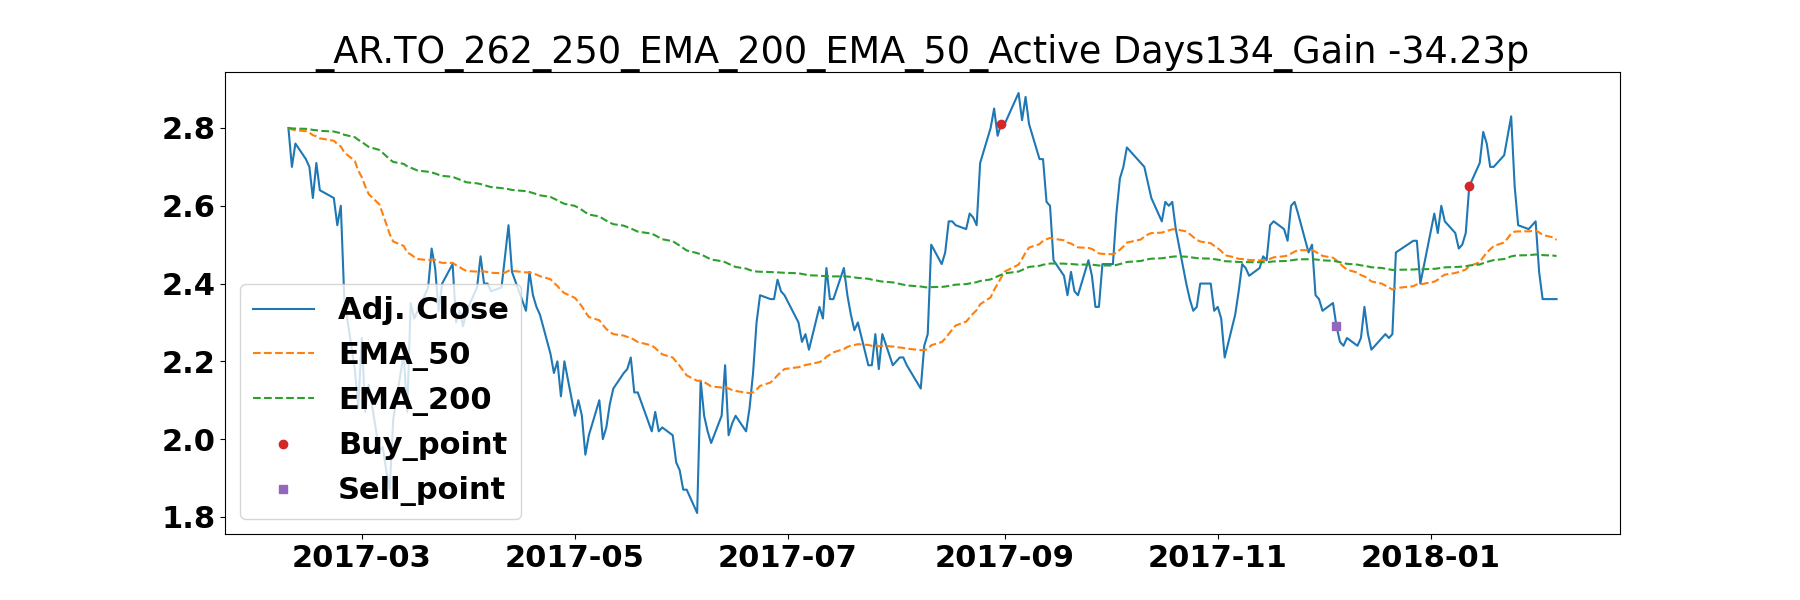 _AR.TO_262_250_EMA_200_EMA_50_Active Days134_Gain -34.23p
2.8
2.6
2.4
2.2
2.0
1.8
Adj. Close
EMA_50
EMA_200
Buy_point
Sell_point
2017-03 2017-05 2017-07 2017-09 2017-11 2018-01